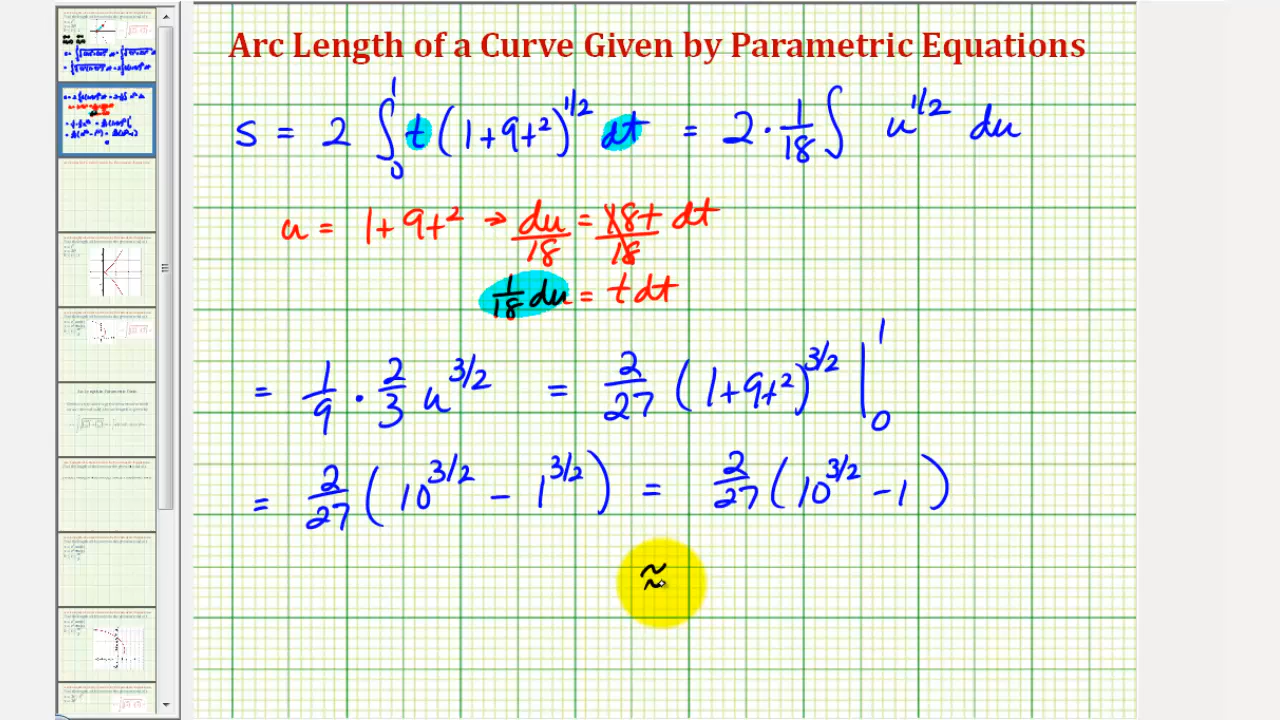 Arc Length of a Curve Given by Parametric Equations
s = 2 ∫₀¹ t (1+9t²)^1/2 dt = 2 · 1/18 ∫ u^1/2 du
u = 1+9t² → du/18 = 18t/18 dt
1/18 du = t dt
= 1/9 · 2/3 u^3/2 = 2/27 (1+9t²)^3/2 |₀¹
= 2/27 (10^3/2 - 1^3/2) = 2/27 (10^3/2 - 1)
≈